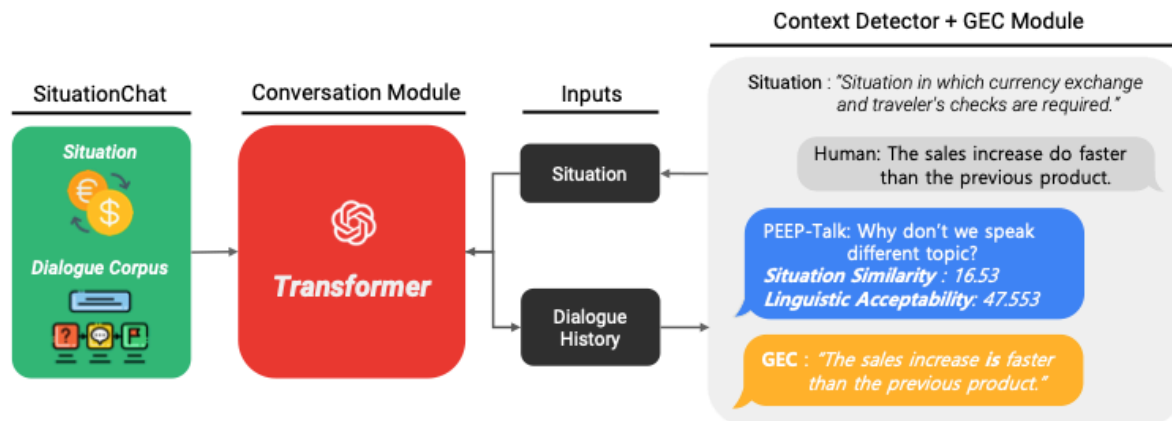 Context Detector + GEC Module
SituationChat
Conversation Module
Inputs
Situation
Dialogue Corpus
?
Transformer
Situation
Dialogue
History
Situation : "Situation in which currency exchange
and traveler's checks are required."
Human: The sales increase do faster
than the previous product.
PEEP-Talk: Why don't we speak
different topic?
Situation Similarity : 16.53
Linguistic Acceptability: 47.553
GEC : "The sales increase is faster
than the previous product."